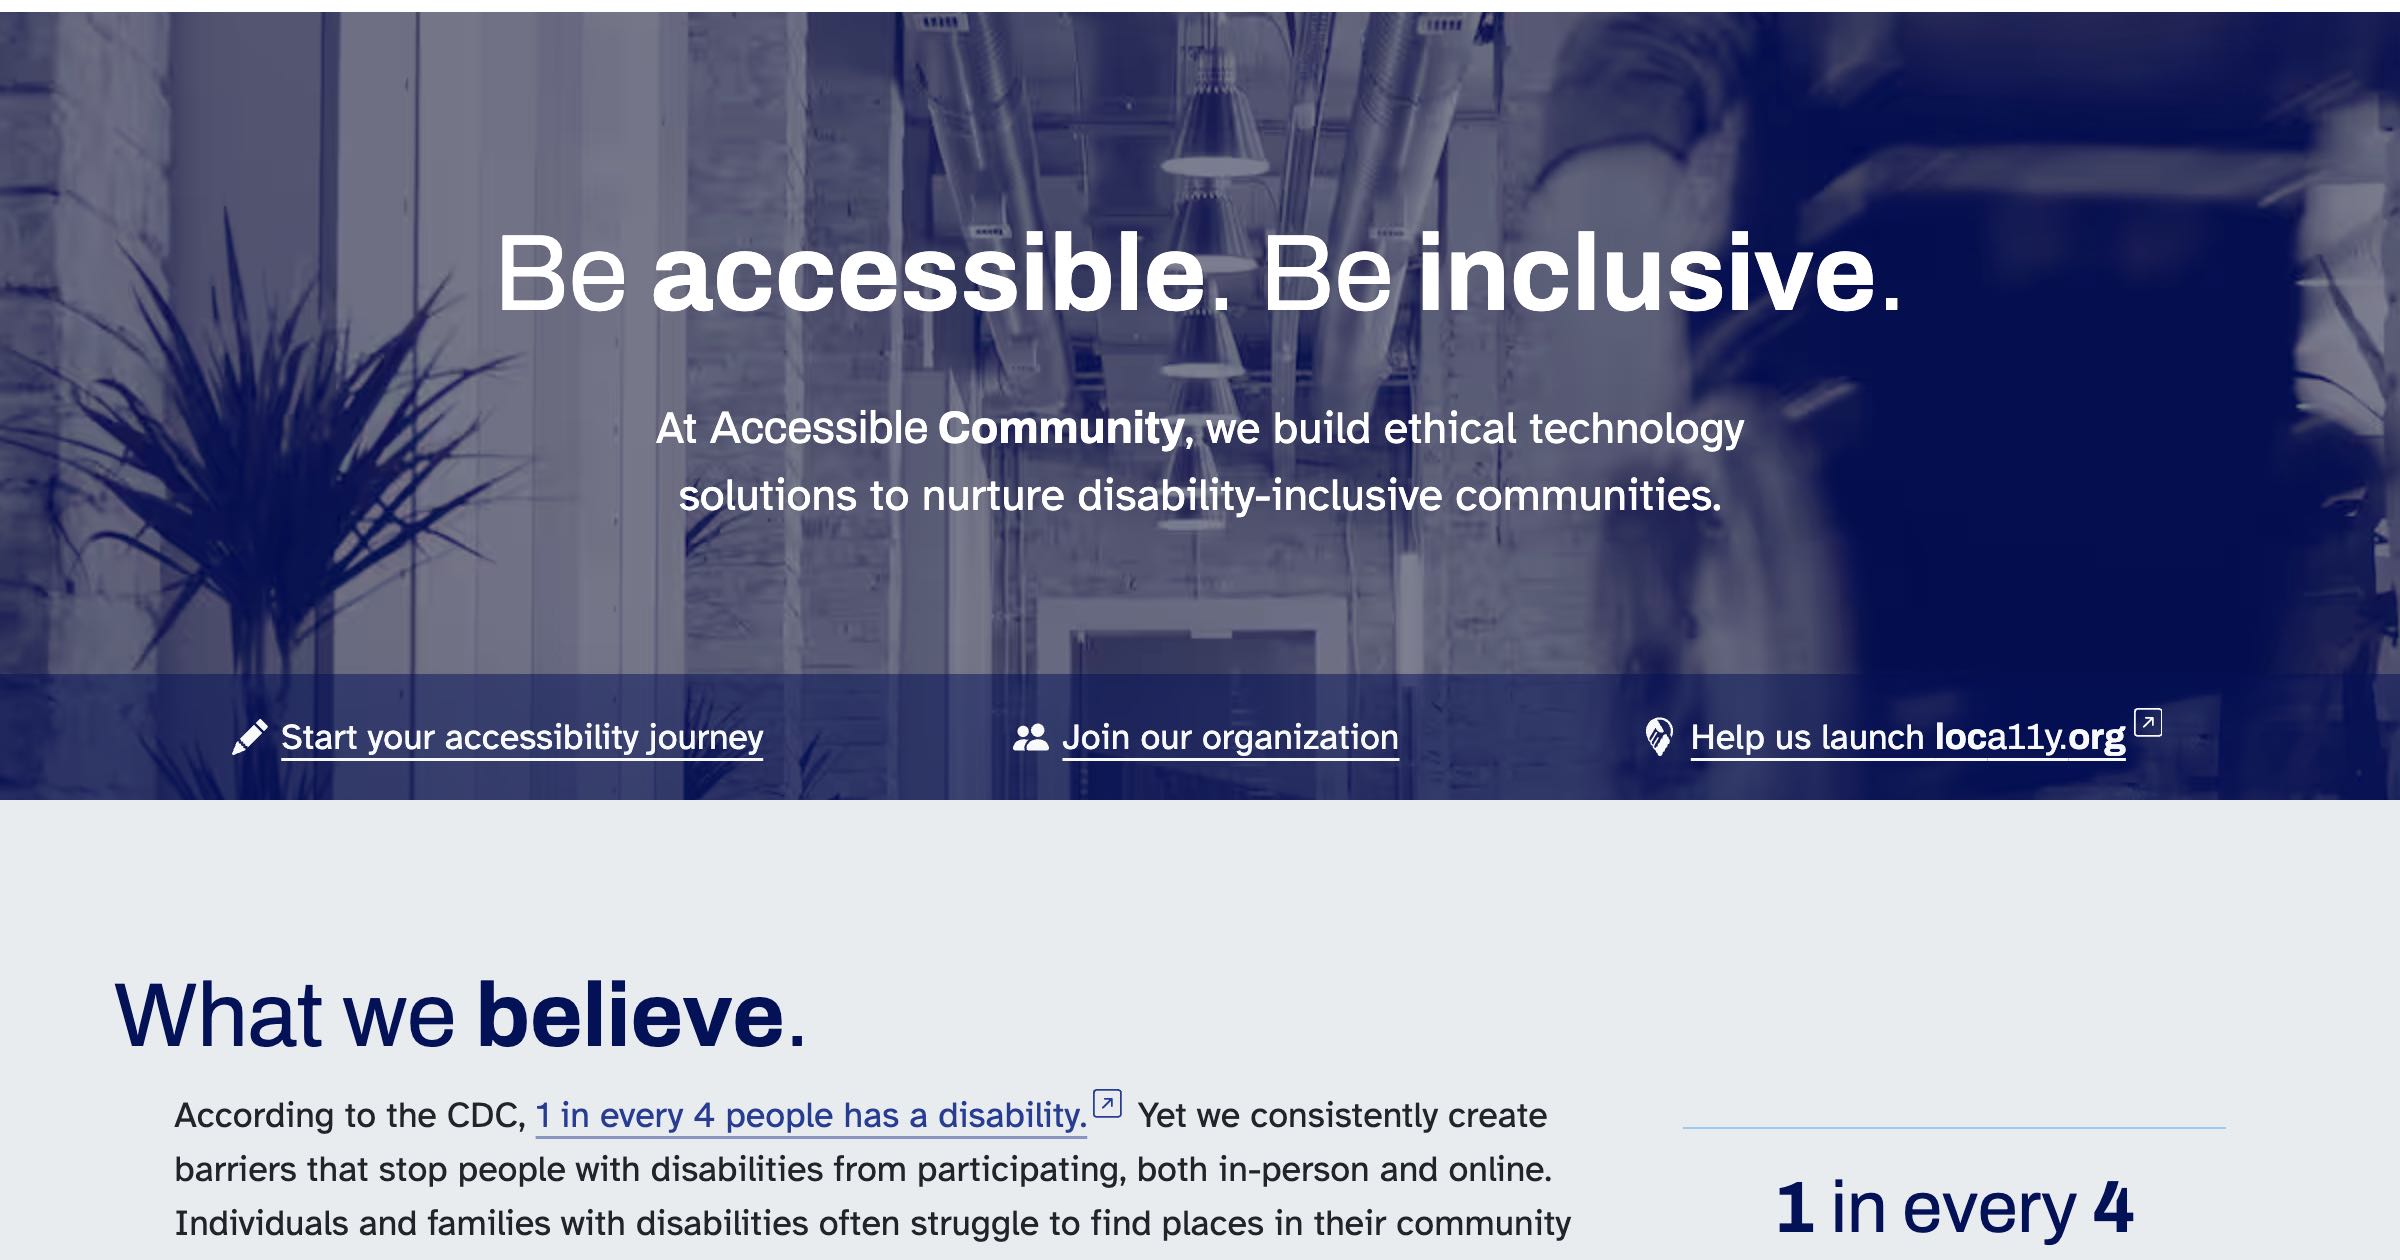 Be accessible. Be inclusive.
At Accessible Community, we build ethical technology
solutions to nurture disability-inclusive communities.
Start your accessibility journey
Join our organization
Help us launch loca11y.org
What we believe.
According to the CDC, 1 in every 4 people has a disability. Yet we consistently create
barriers that stop people with disabilities from participating, both in-person and online.
Individuals and families with disabilities often struggle to find places in their community
1 in every 4